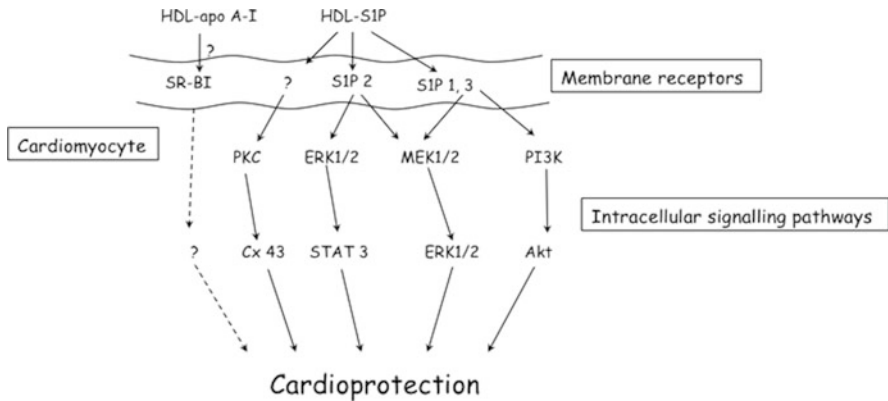 HDL-apo A-I HDL-S1P
?
SR-BI ? S1P 2 S1P 1, 3 Membrane receptors
Cardiomyocyte
PKC ERK1/2 MEK1/2 PI3K
Intracellular signalling pathways
? Cx 43 STAT 3 ERK1/2 Akt
Cardioprotection